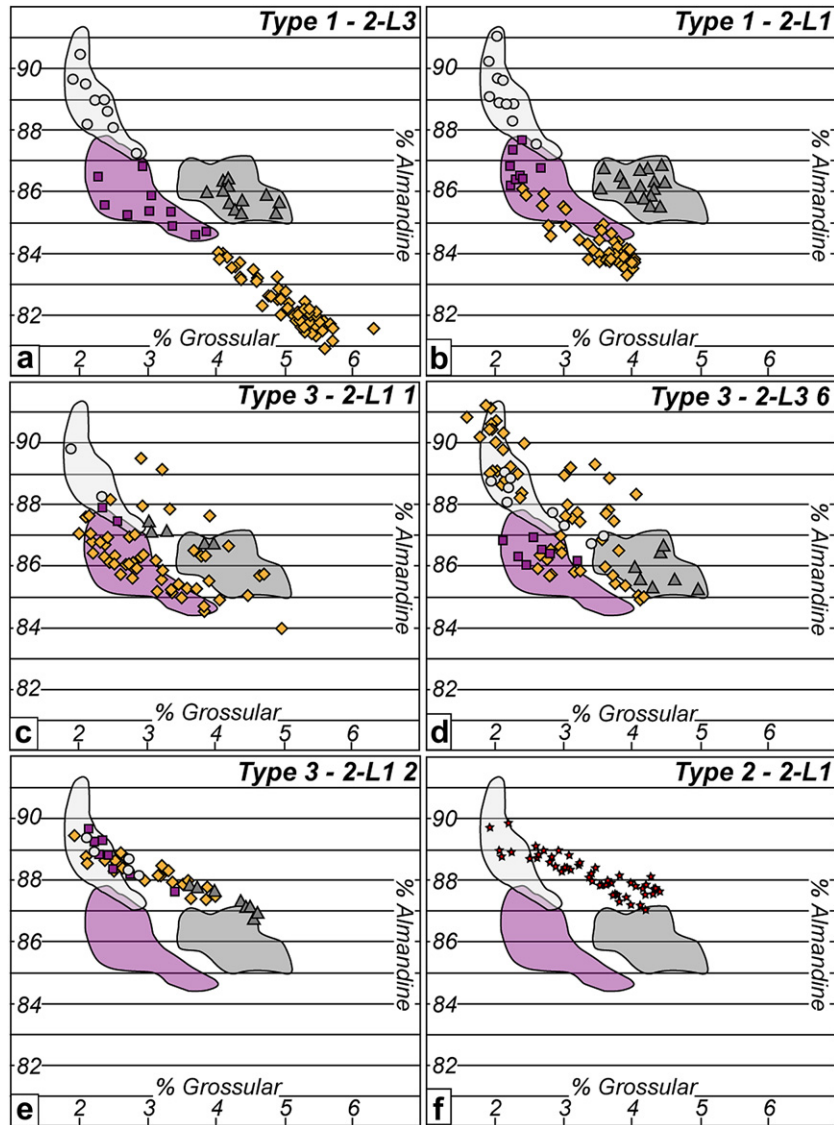 Type 1 - 2-L3
90
88
86
84
82
% Almandine
% Grossular
2 3 4 5 6
a
Type 1 - 2-L1
90
88
86
84
82
% Almandine
% Grossular
2 3 4 5 6
b
Type 3 - 2-L1 1
90
88
86
84
82
% Almandine
% Grossular
2 3 4 5 6
c
Type 3 - 2-L3 6
90
88
86
84
82
% Almandine
% Grossular
2 3 4 5 6
d
Type 3 - 2-L1 2
90
88
86
84
82
% Almandine
% Grossular
2 3 4 5 6
e
Type 2 - 2-L1
90
88
86
84
82
% Almandine
% Grossular
2 3 4 5 6
f